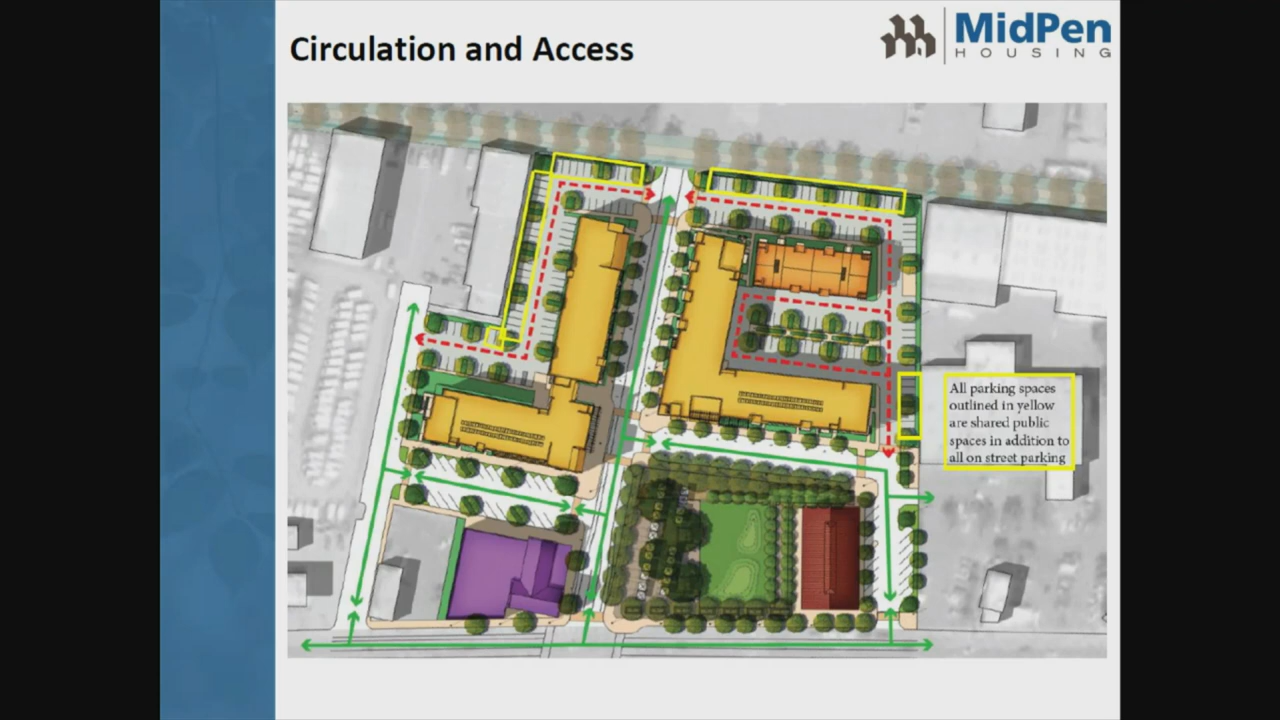 Circulation and Access
MidPen
HOUSING
All parking spaces
outlined in yellow
are shared public
spaces in addition to
all on street parking